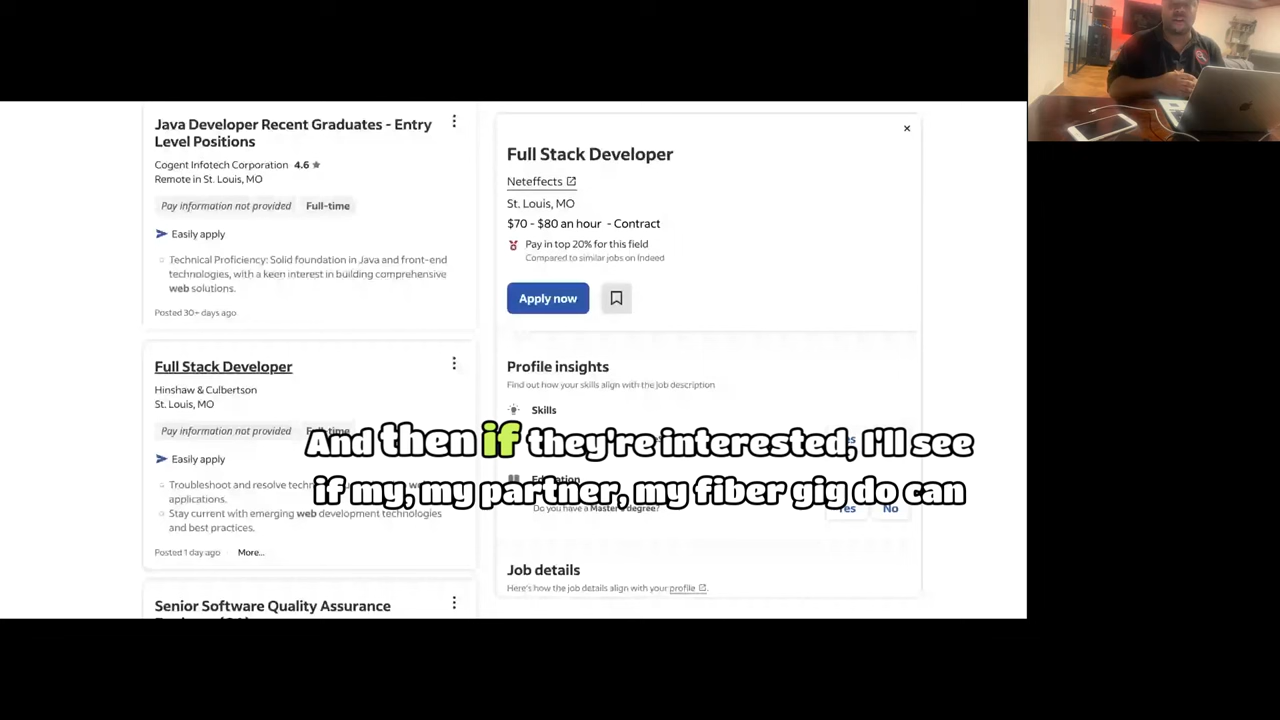 Java Developer Recent Graduates - Entry
Level Positions
Cogent Infotech Corporation 4.6 ★
Remote in St. Louis, MO
Pay information not provided Full-time
Easily apply
Technical Proficiency: Solid foundation in Java and front-end
technologies, with a keen interest in building comprehensive
web solutions.
Posted 30+ days ago
Full Stack Developer
Hinshaw & Culbertson
St. Louis, MO
Pay information not provided
Easily apply
Troubleshoot and resolve
applications.
Stay current with emerging web development technologies
and best practices.
Posted 1 day ago More...
Senior Software Quality Assurance
Full Stack Developer
Neteffects
St. Louis, MO
$70 - $80 an hour - Contract
Pay in top 20% for this field
Compared to similar jobs on Indeed
Apply now
Profile insights
Find out how your skills align with the job description
Skills
Education
Do you have a Master's degree?
Yes No
Job details
Here's how the job details align with your profile.
And then if they're interested, I'll see
if my, my partner, my fiber gig do can